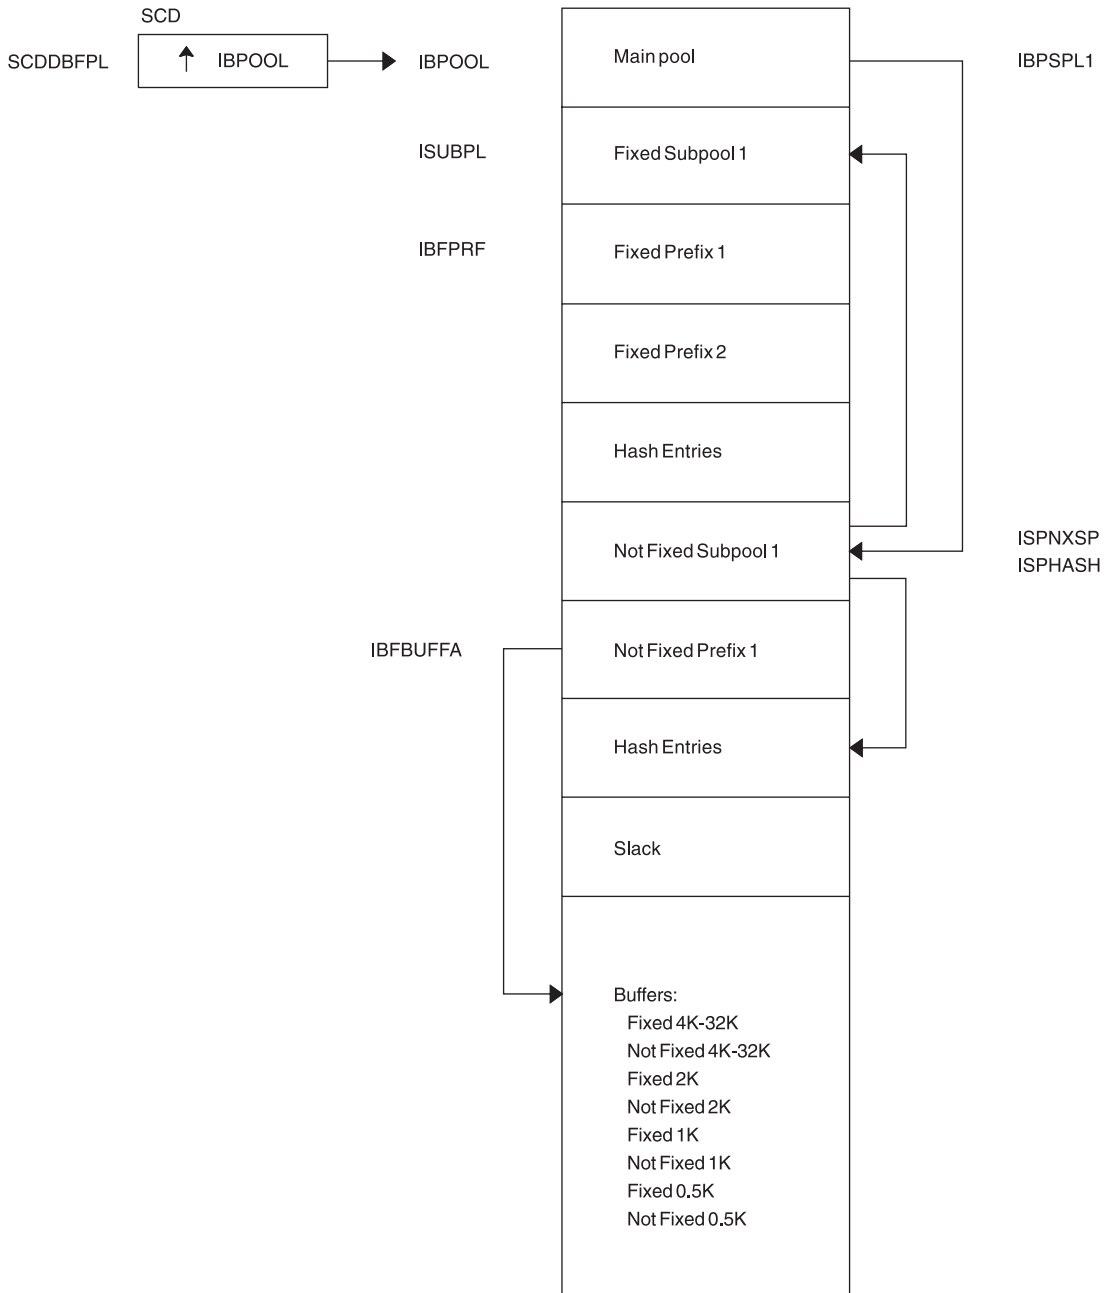 SCD
SCDDBFPL
IBPOOL
IBPOOL
Main pool
IBPSPL1
ISUBPL
Fixed Subpool 1
IBFPRF
Fixed Prefix 1
Fixed Prefix 2
Hash Entries
Not Fixed Subpool 1
ISPNXSP
ISPHASH
IBFBUFFA
Not Fixed Prefix 1
Hash Entries
Slack
Buffers:
Fixed 4K-32K
Not Fixed 4K-32K
Fixed 2K
Not Fixed 2K
Fixed 1K
Not Fixed 1K
Fixed 0.5K
Not Fixed 0.5K